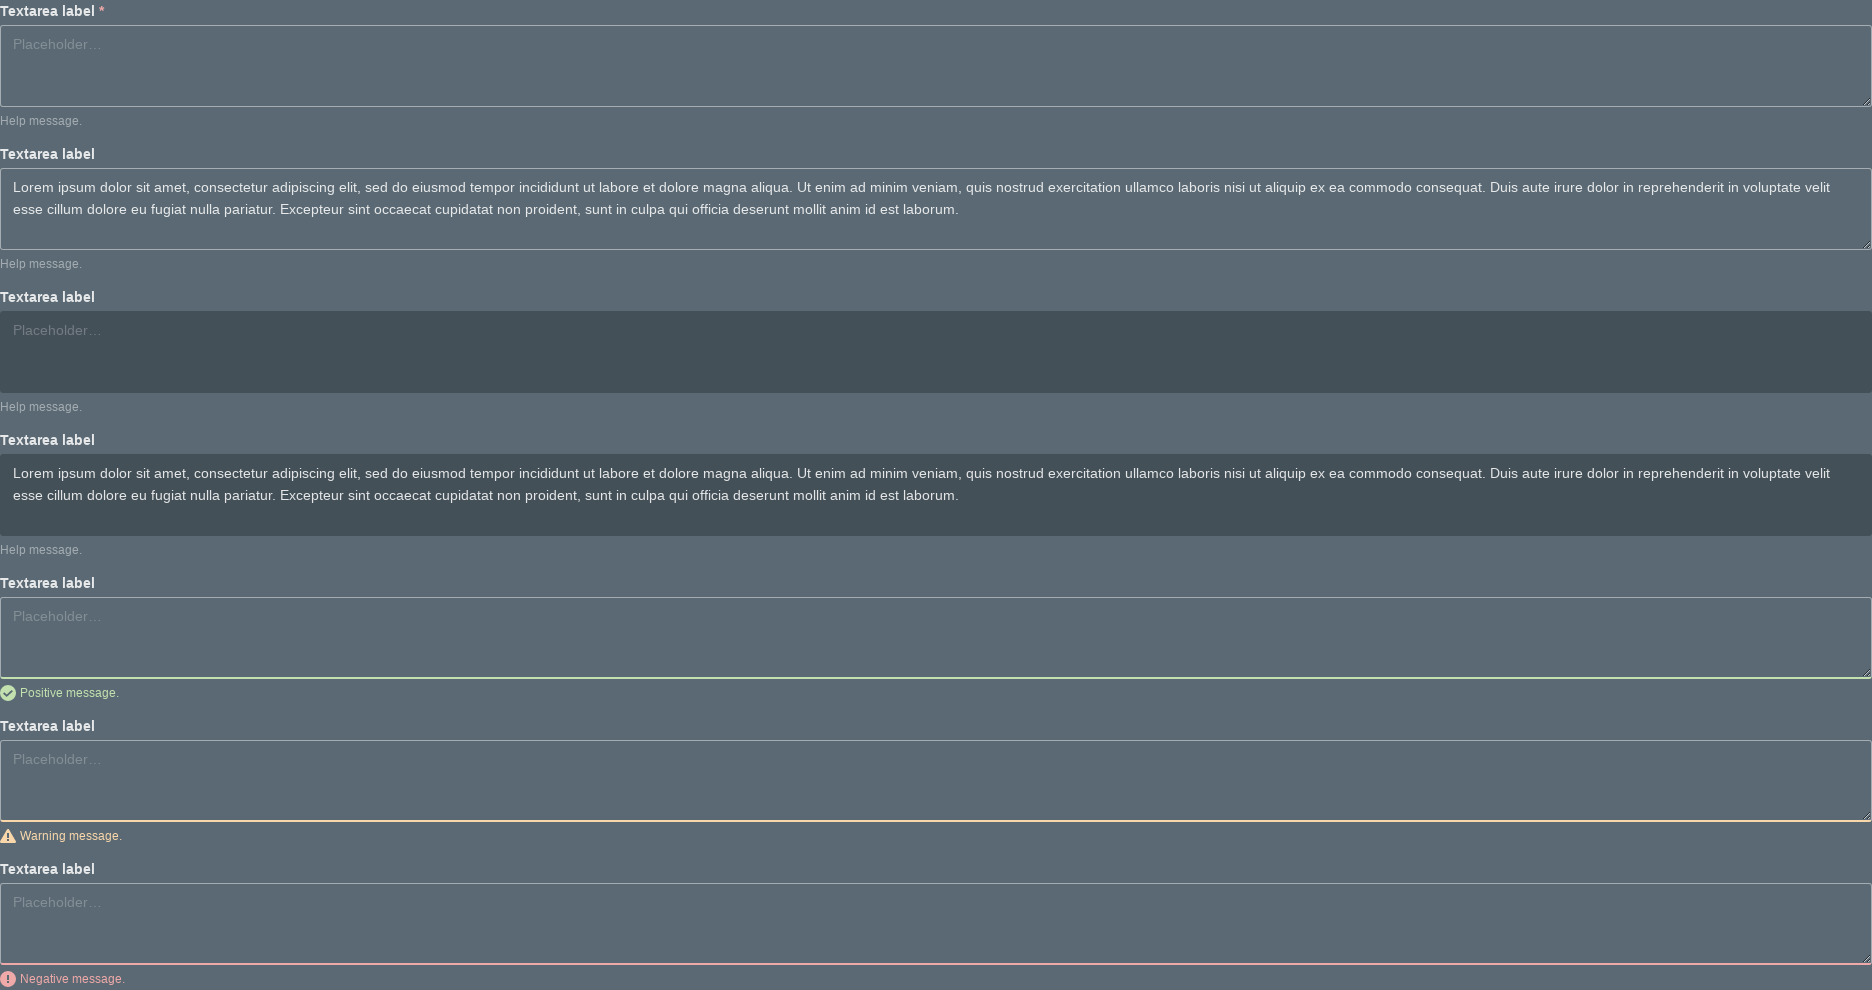 Textarea label *
Placeholder…
Help message.
Textarea label
Lorem ipsum dolor sit amet, consectetur adipiscing elit, sed do eiusmod tempor incididunt ut labore et dolore magna aliqua. Ut enim ad minim veniam, quis nostrud exercitation ullamco laboris nisi ut aliquip ex ea commodo consequat. Duis aute irure dolor in reprehenderit in voluptate velit
esse cillum dolore eu fugiat nulla pariatur. Excepteur sint occaecat cupidatat non proident, sunt in culpa qui officia deserunt mollit anim id est laborum.
Help message.
Textarea label
Placeholder…
Help message.
Textarea label
Lorem ipsum dolor sit amet, consectetur adipiscing elit, sed do eiusmod tempor incididunt ut labore et dolore magna aliqua. Ut enim ad minim veniam, quis nostrud exercitation ullamco laboris nisi ut aliquip ex ea commodo consequat. Duis aute irure dolor in reprehenderit in voluptate velit
esse cillum dolore eu fugiat nulla pariatur. Excepteur sint occaecat cupidatat non proident, sunt in culpa qui officia deserunt mollit anim id est laborum.
Help message.
Textarea label
Placeholder…
Positive message.
Textarea label
Placeholder…
Warning message.
Textarea label
Placeholder…
Negative message.